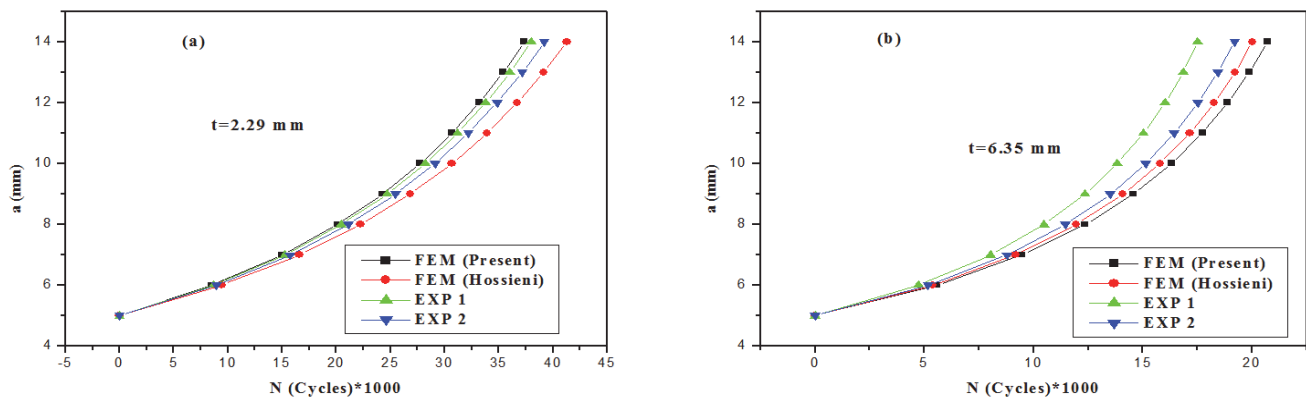 (a)
t=2.29 mm
a (mm)
14
12
10
8
6
4
-5 0 5 10 15 20 25 30 35 40 45
N (Cycles)*1000
FEM (Present)
FEM (Hossieni)
EXP 1
EXP 2
(b)
t=6.35 mm
a (mm)
14
12
10
8
6
4
0 5 10 15 20
N (Cycles)*1000
FEM (Present)
FEM (Hossieni)
EXP 1
EXP 2